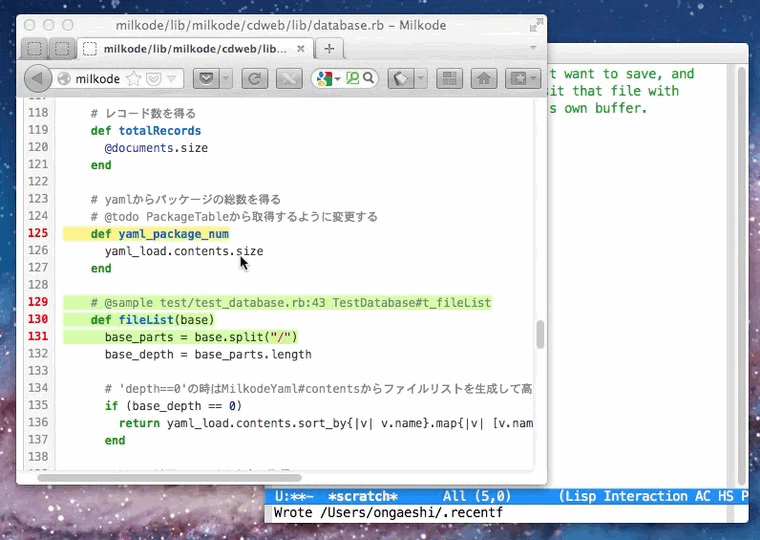 milkode/lib/milkode/cdweb/lib/database.rb – Milkode
milkode/lib/milkode/cdweb/lib...
milkode
118 # レコード数を得る
119 def totalRecords
120 @documents.size
121 end
122
123 # yamlからパッケージの総数を得る
124 # @todo PackageTableから取得するように変更する
125 def yaml_package_num
126 yaml_load.contents.size
127 end
128
129 # @sample test/test_database.rb:43 TestDatabase#t_fileList
130 def fileList(base)
131 base_parts = base.split("/")
132 base_depth = base_parts.length
133
134 # 'depth==0'の時はMilkodeYaml#contentsからファイルリストを生成して高
135 if (base_depth == 0)
136 return yaml_load.contents.sort_by{|v| v.name}.map{|v| [v.nam
137 end
t want to save, and
sit that file with
s own buffer.
U:**- *scratch* All (5,0) (Lisp Interaction AC HS P
Wrote /Users/ongaeshi/.recentf